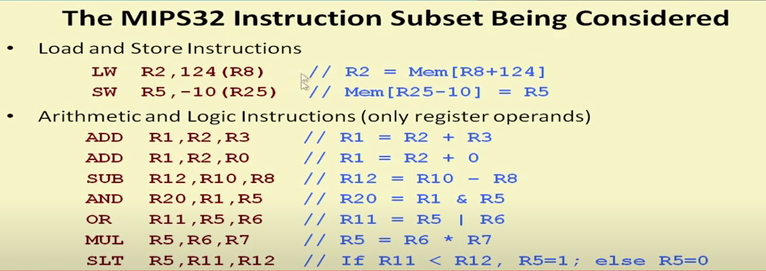 The MIPS32 Instruction Subset Being Considered
• Load and Store Instructions
LW R2,124(R8) // R2 = Mem[R8+124]
SW R5,-10(R25) // Mem[R25-10] = R5
• Arithmetic and Logic Instructions (only register operands)
ADD R1,R2,R3 // R1 = R2 + R3
ADD R1,R2,R0 // R1 = R2 + 0
SUB R12,R10,R8 // R12 = R10 - R8
AND R20,R1,R5 // R20 = R1 & R5
OR R11,R5,R6 // R11 = R5 | R6
MUL R5,R6,R7 // R5 = R6 * R7
SLT R5,R11,R12 // If R11 < R12, R5=1; else R5=0